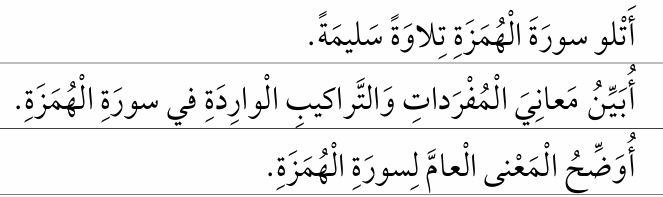 أَتْلو سورَةَ الْهُمَزَةِ تِلاوَةً سَليمَةً.
أُبَيِّنُ مَعانِيَ الْمُفْرَداتِ وَالتَّراكيبِ الْوارِدَةِ في سورَةِ الْهُمَزَةِ.
أُوَضِّحُ الْمَعْنى الْعامَّ لِسورَةِ الْهُمَزَةِ.